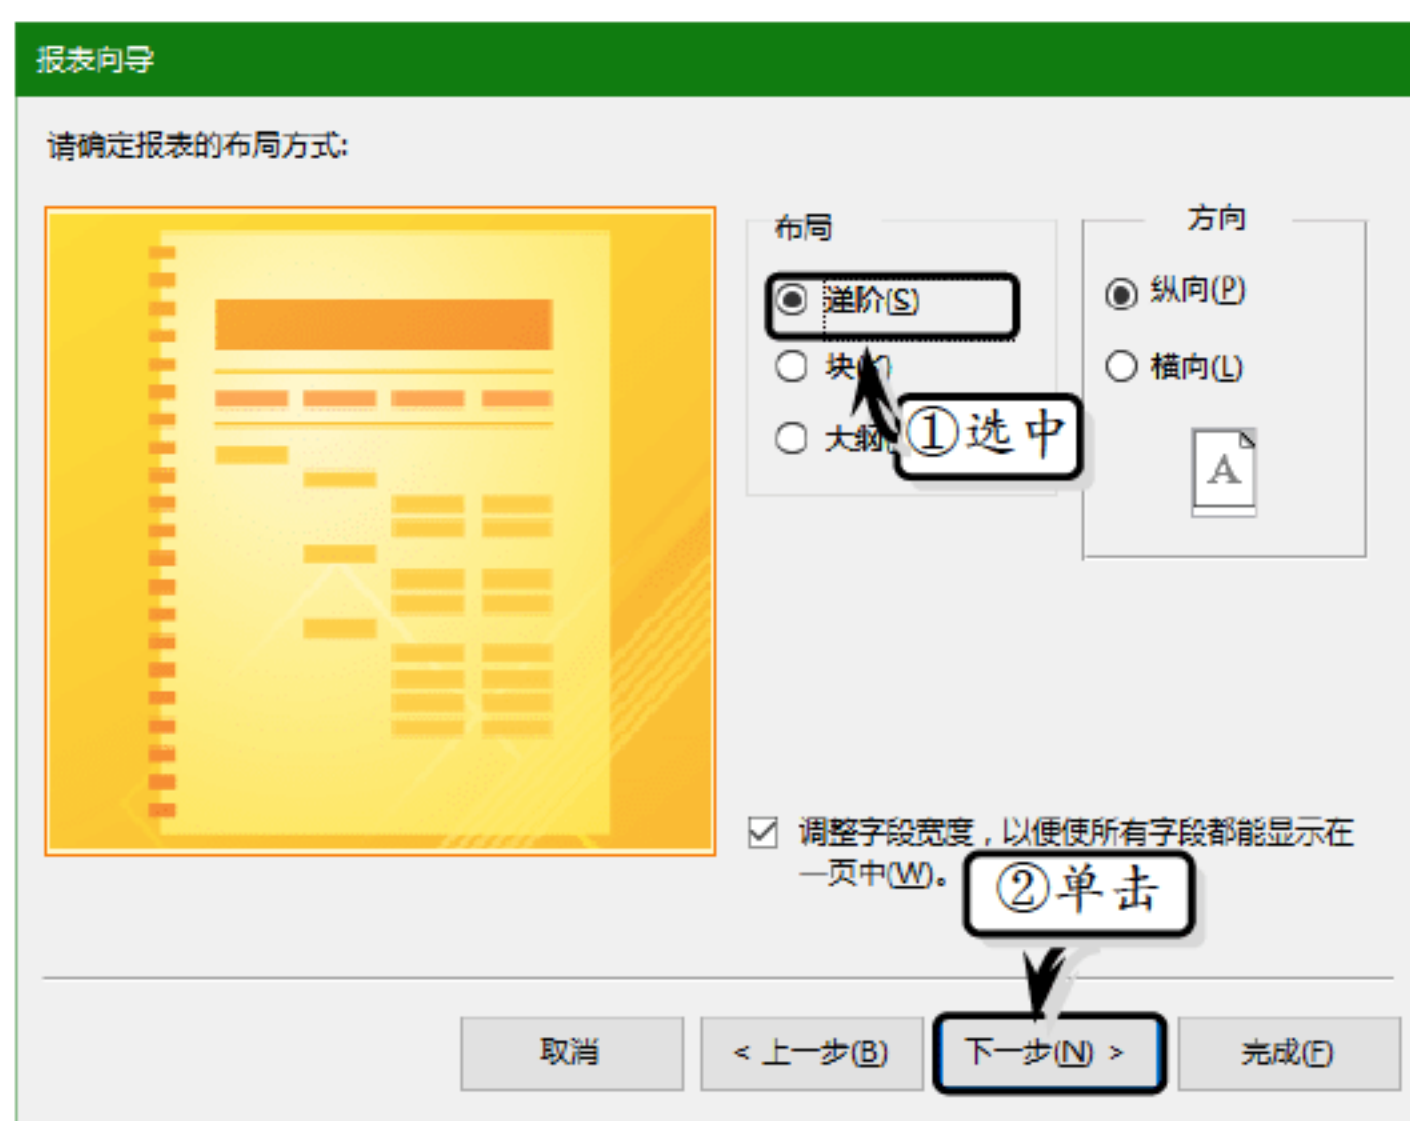 报表向导
请确定报表的布局方式:
布局
递阶(S)
块
大纲
方向
纵向(P)
横向(L)
A
①选中
调整字段宽度，以便使所有字段都能显示在
一页中(W)。
②单击
取消
< 上一步(B)
下一步(N) >
完成(F)